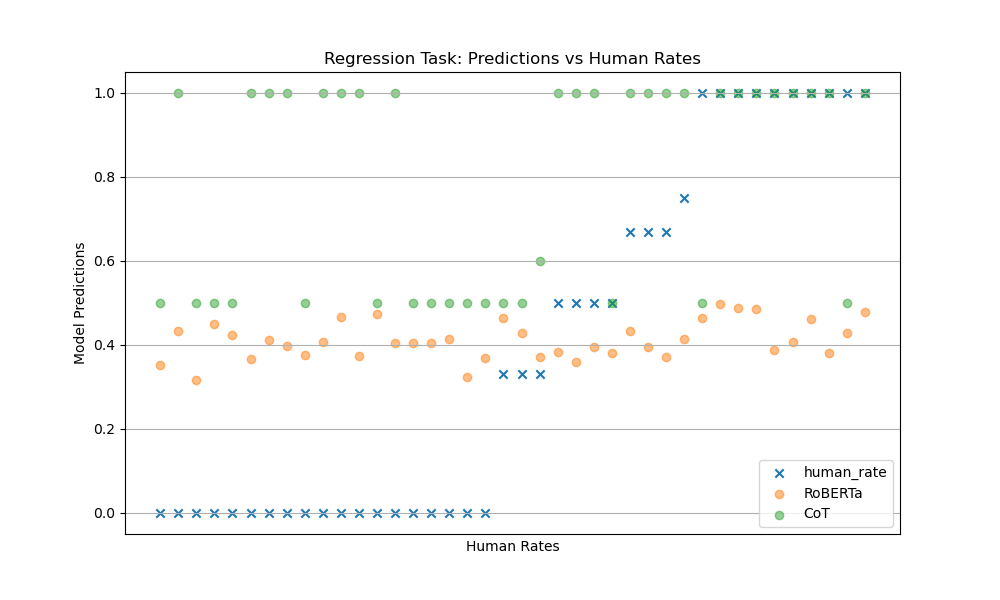 Regression Task: Predictions vs Human Rates
1.0
0.8
0.6
0.4
0.2
0.0
Model Predictions
Human Rates
human_rate
RoBERTa
CoT